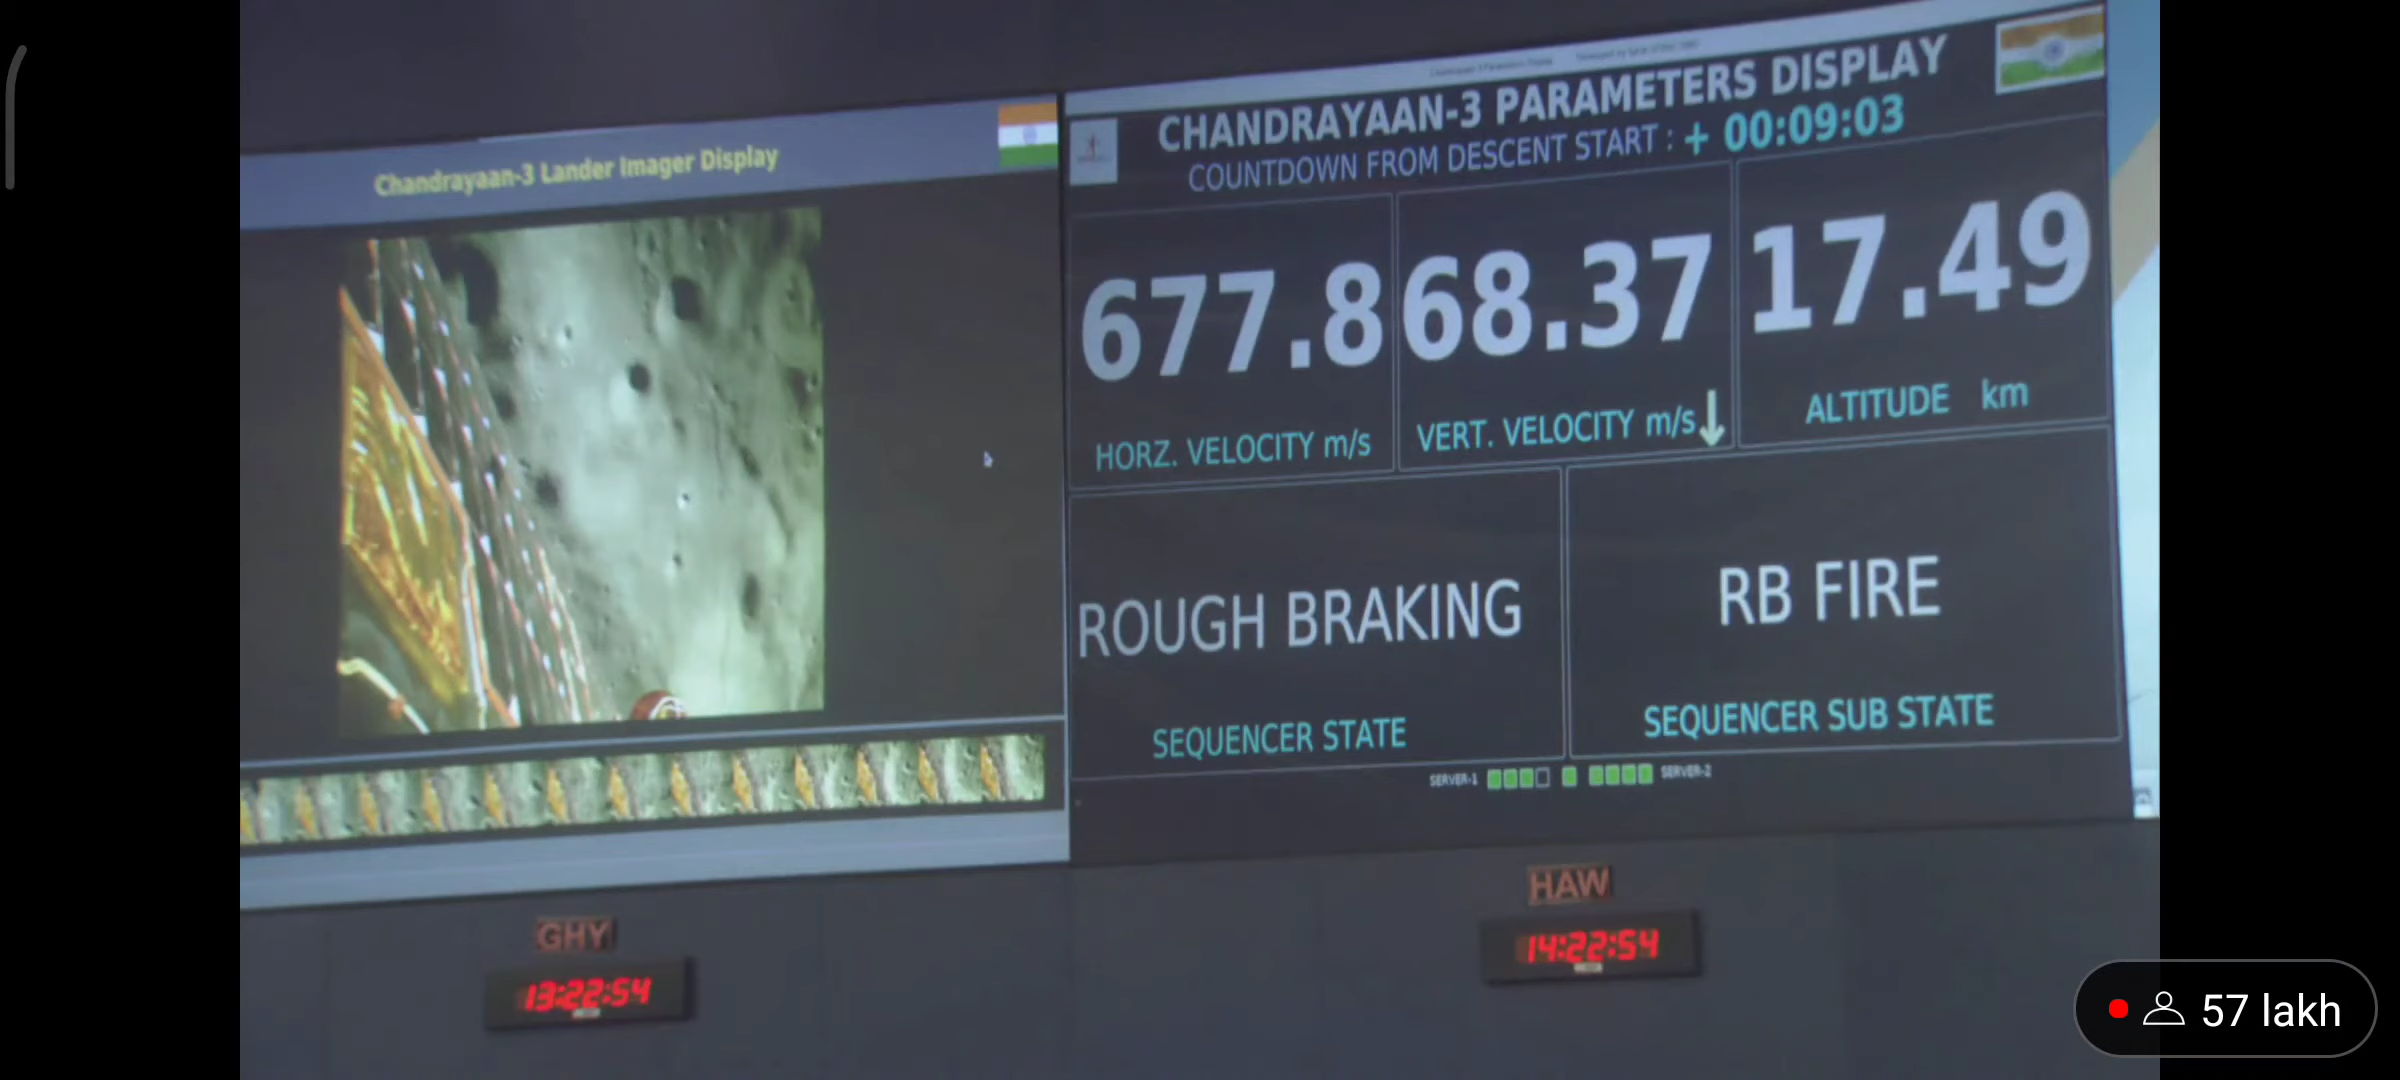 Chandrayaan-3 Lander Imager Display
CHANDRAYAAN-3 PARAMETERS DISPLAY
COUNTDOWN FROM DESCENT START : + 00:09:03
677.8
HORZ. VELOCITY m/s
68.37
VERT. VELOCITY m/s
17.49
ALTITUDE km
ROUGH BRAKING
SEQUENCER STATE
RB FIRE
SEQUENCER SUB STATE
SERVER-1
SERVER-2
GHY
13:22:54
HAW
14:22:54
57 lakh